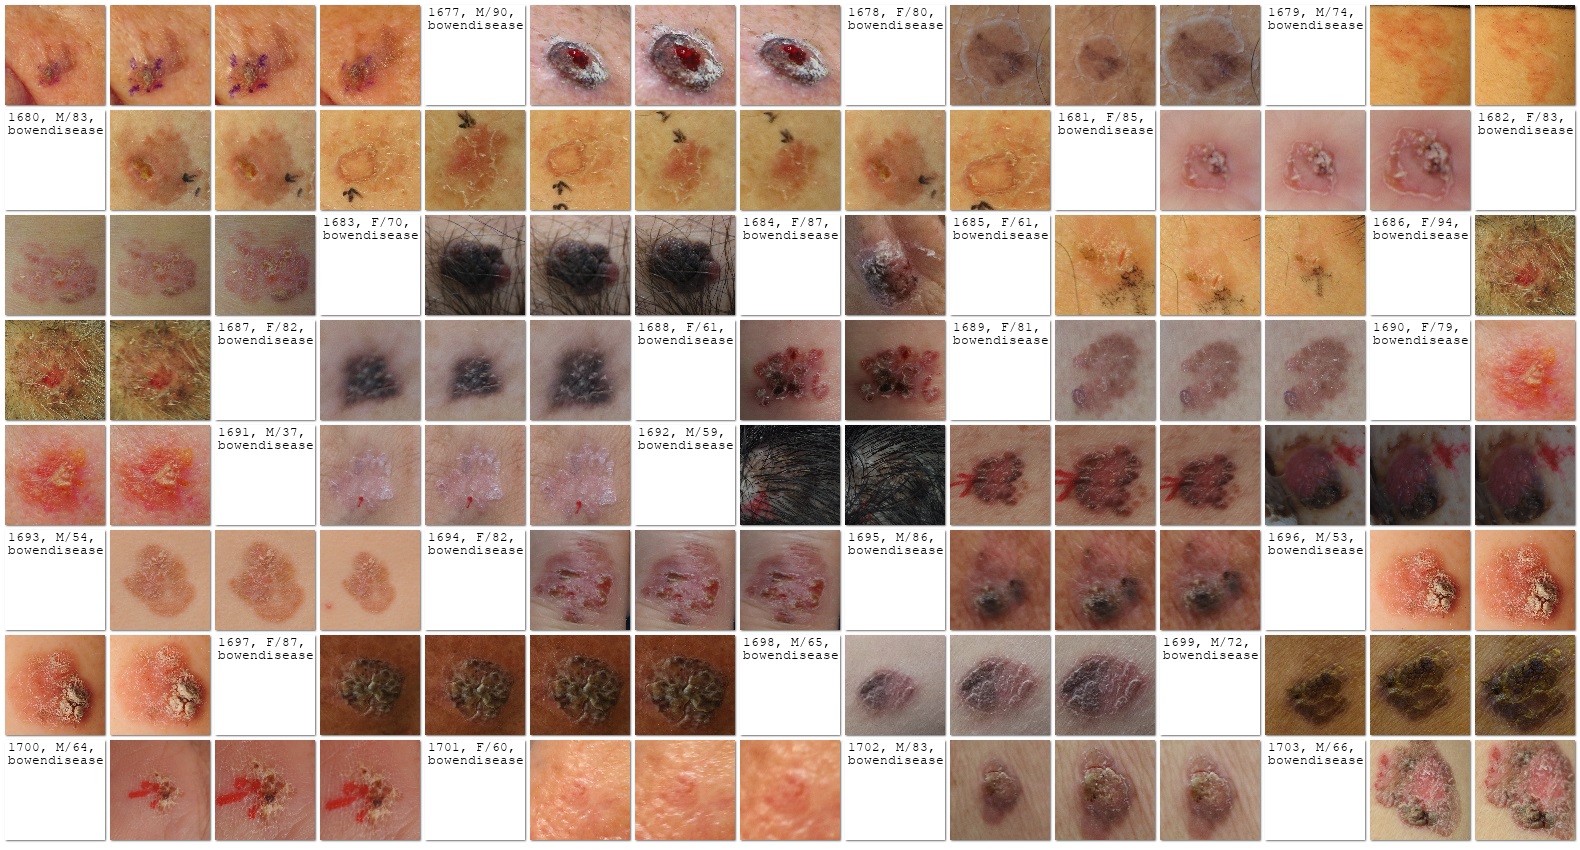 1677, M/90,
bowendisease
1678, F/80,
bowendisease
1679, M/74,
bowendisease
1680, M/83,
bowendisease
1681, F/85,
bowendisease
1682, F/83,
bowendisease
1683, F/70,
bowendisease
1684, F/87,
bowendisease
1685, F/61,
bowendisease
1686, F/94,
bowendisease
1687, F/82,
bowendisease
1688, F/61,
bowendisease
1689, F/81,
bowendisease
1690, F/79,
bowendisease
1691, M/37,
bowendisease
1692, M/59,
bowendisease
1693, M/54,
bowendisease
1694, F/82,
bowendisease
1695, M/86,
bowendisease
1696, M/53,
bowendisease
1697, F/87,
bowendisease
1698, M/65,
bowendisease
1699, M/72,
bowendisease
1700, M/64,
bowendisease
1701, F/60,
bowendisease
1702, M/83,
bowendisease
1703, M/66,
bowendisease